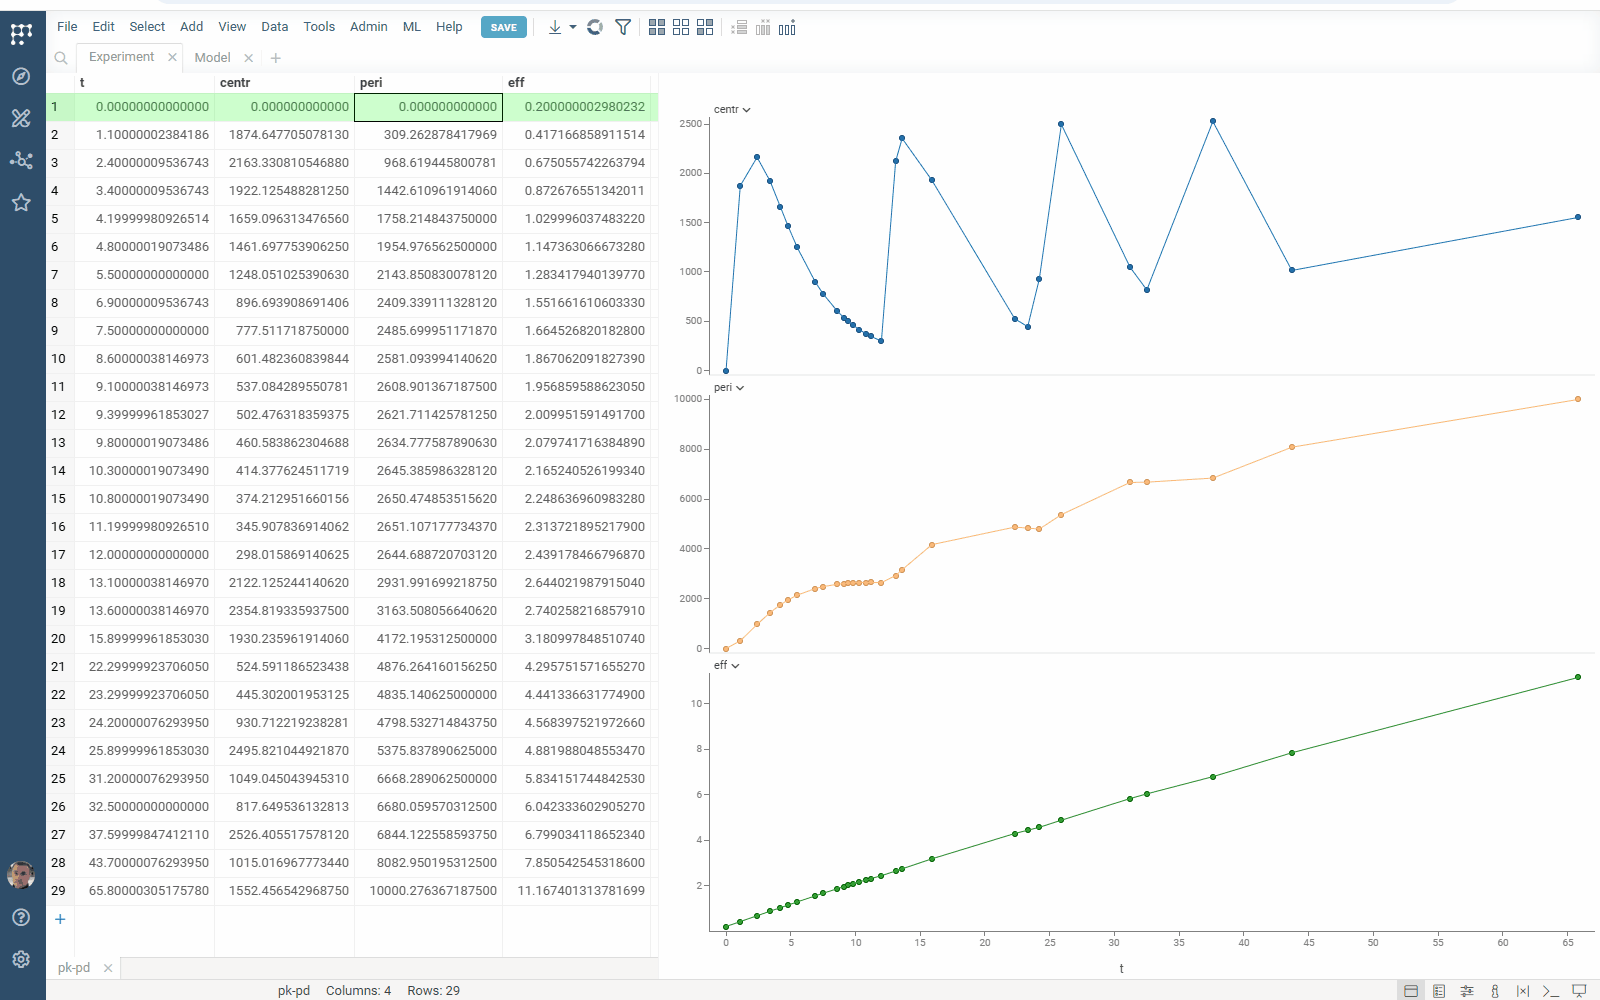 File Edit Select Add View Data Tools Admin ML Help SAVE
Experiment Model
t centr peri eff
1 0.00000000000000 0.000000000000 0.000000000000 0.200000002980232
2 1.10000002384186 1874.647705078130 309.262878417969 0.417166858911514
3 2.40000009536743 2163.330810546880 968.619445800781 0.675055742263794
4 3.40000009536743 1922.125488281250 1442.610961914060 0.872676551342011
5 4.19999980926514 1659.096313476560 1758.214843750000 1.029996037483220
6 4.80000019073486 1461.697753906250 1954.976562500000 1.147363066673280
7 5.50000000000000 1248.051025390630 2143.850830078120 1.283417940139770
8 6.90000009536743 896.693908691406 2409.339111328120 1.551661610603330
9 7.50000000000000 777.511718750000 2485.699951171870 1.664526820182800
10 8.60000038146973 601.482360839844 2581.093994140620 1.867062091827390
11 9.10000038146973 537.084289550781 2608.901367187500 1.956859588623050
12 9.39999961853027 502.476318359375 2621.711425781250 2.009951591491700
13 9.80000019073486 460.583862304688 2634.777587890630 2.079741716384890
14 10.30000019073490 414.377624511719 2645.385986328120 2.165240526199340
15 10.80000019073490 374.212951660156 2650.474853515620 2.248636960983280
16 11.19999980926510 345.907836914062 2651.107177734370 2.313721895217900
17 12.00000000000000 298.015869140625 2644.688720703120 2.439178466796870
18 13.10000038146970 2122.125244140620 2931.991699218750 2.644021987915040
19 13.60000038146970 2354.819335937500 3163.508056640620 2.740258216857910
20 15.89999961853030 1930.235961914060 4172.195312500000 3.180997848510740
21 22.29999923706050 524.591186523438 4876.264160156250 4.295751571655270
22 23.29999923706050 445.302001953125 4835.140625000000 4.441336631774900
23 24.20000076293950 930.712219238281 4798.532714843750 4.568397521972660
24 25.89999961853030 2495.821044921870 5375.837890625000 4.881988048553470
25 31.20000076293950 1049.045043945310 6668.289062500000 5.834151744842530
26 32.50000000000000 817.649536132813 6680.059570312500 6.042333602905270
27 37.59999847412110 2526.405517578120 6844.122558593750 6.799034118652340
28 43.70000076293950 1015.016967773440 8082.950195312500 7.850542545318600
29 65.80000305175780 1552.456542968750 10000.276367187500 11.167401313781699
centr
2500
2000
1500
1000
500
0
peri
10000
8000
6000
4000
2000
0
eff
10
8
6
4
2
0 5 10 15 20 25 30 35 40 45 50 55 60 65
t
pk-pd
pk-pd Columns: 4 Rows: 29